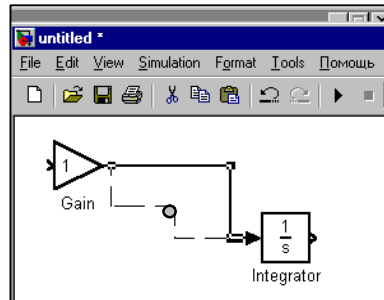 untitled *
File Edit View Simulation Format Tools Помощь
1
Gain
1
s
Integrator